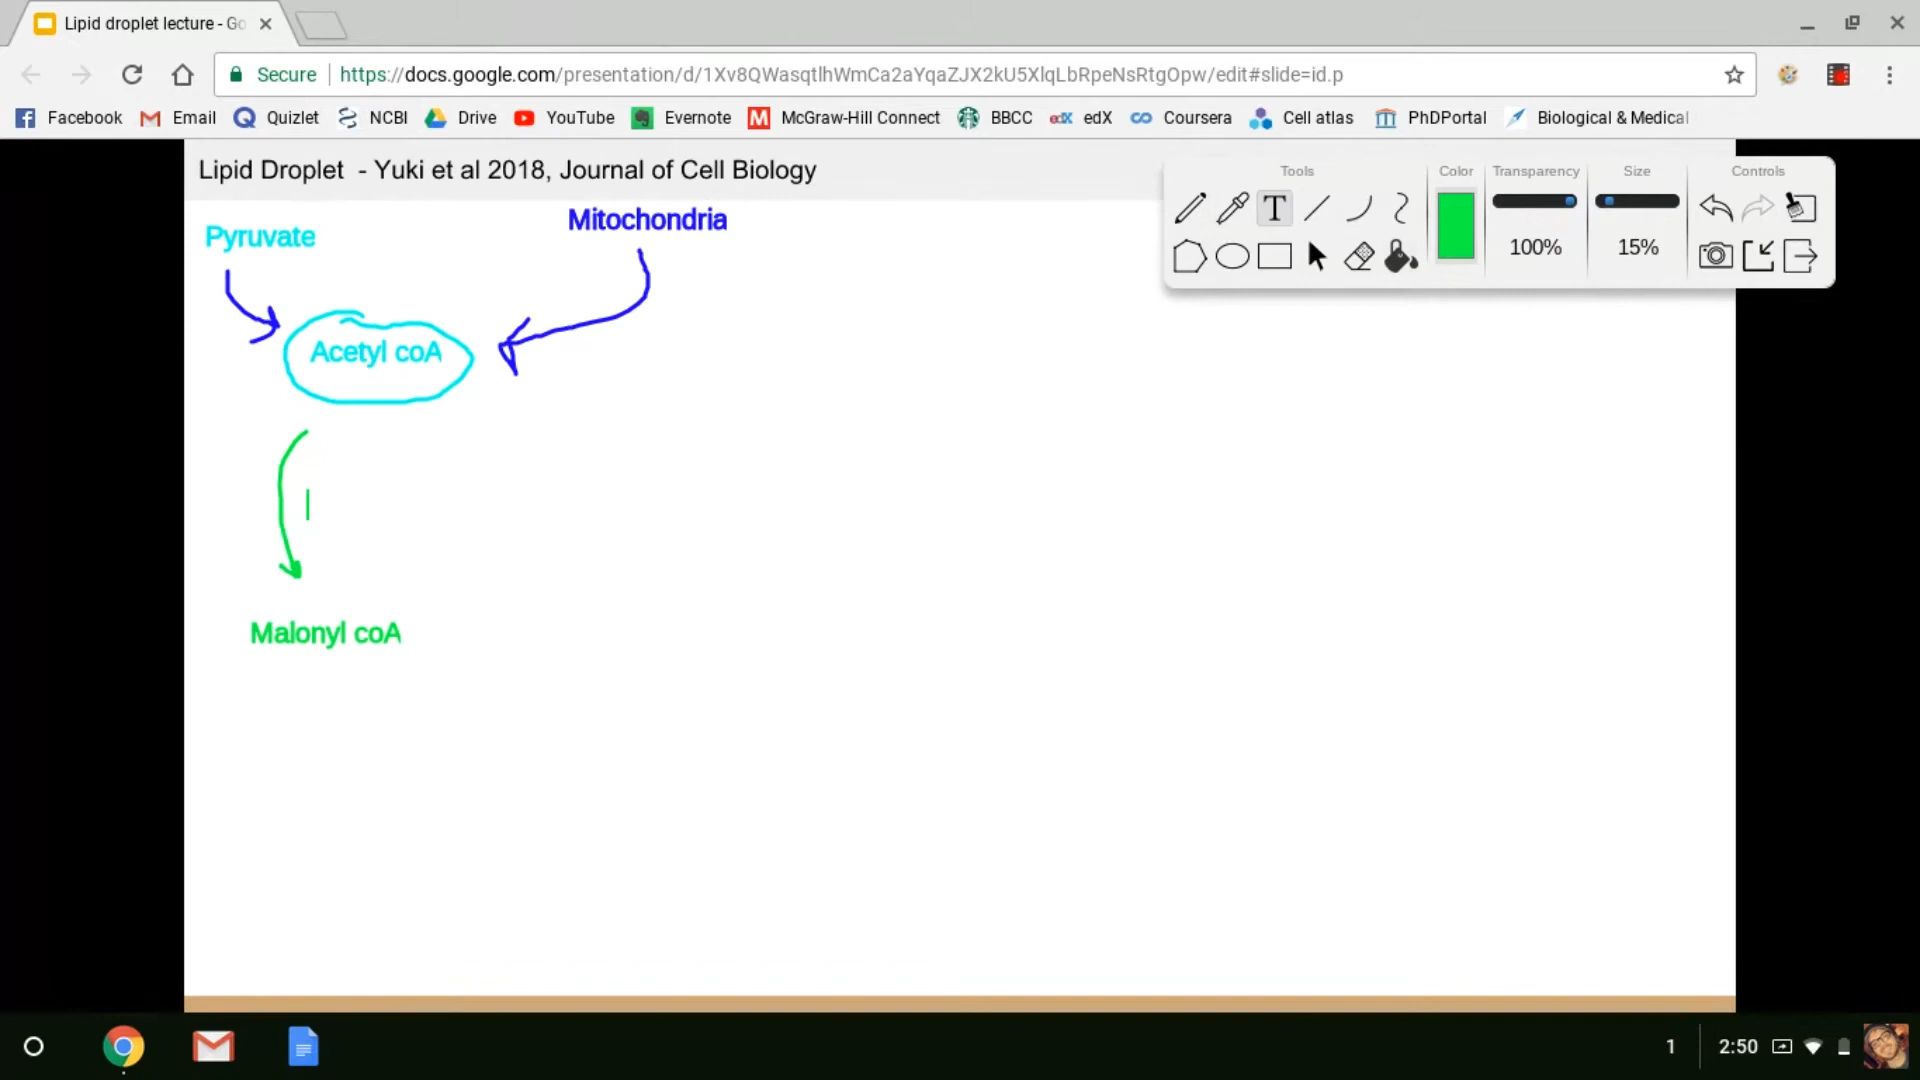 Lipid droplet lecture - Go
Secure
https://docs.google.com/presentation/d/1Xv8QWasqtlhWmCa2aYqaZJX2kU5XlqLbRpeNsRtgOpw/edit#slide=id.p
Facebook Email Quizlet NCBI Drive YouTube Evernote McGraw-Hill Connect BBCC edX Coursera Cell atlas PhDPortal Biological & Medical
Lipid Droplet - Yuki et al 2018, Journal of Cell Biology
Tools Color Transparency Size Controls
T
100% 15%
Mitochondria
Pyruvate
Acetyl coA
Malonyl coA
1 2:50